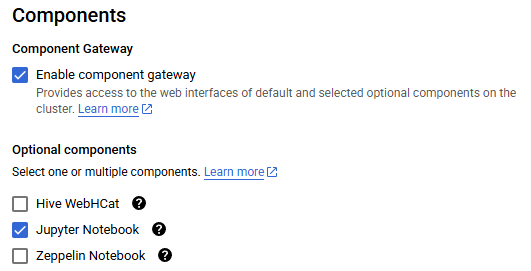 Components
Component Gateway
Enable component gateway
Provides access to the web interfaces of default and selected optional components on the
cluster. Learn more
Optional components
Select one or multiple components. Learn more
Hive WebHCat ?
Jupyter Notebook ?
Zeppelin Notebook ?